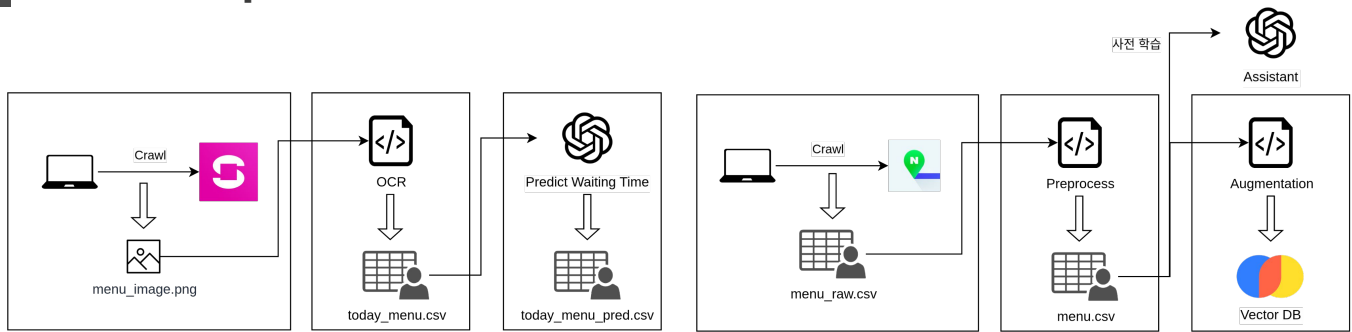 Crawl
menu_image.png
OCR
today_menu.csv
Predict Waiting Time
today_menu_pred.csv
Crawl
N
menu_raw.csv
Preprocess
menu.csv
사전 학습
Assistant
Augmentation
Vector DB